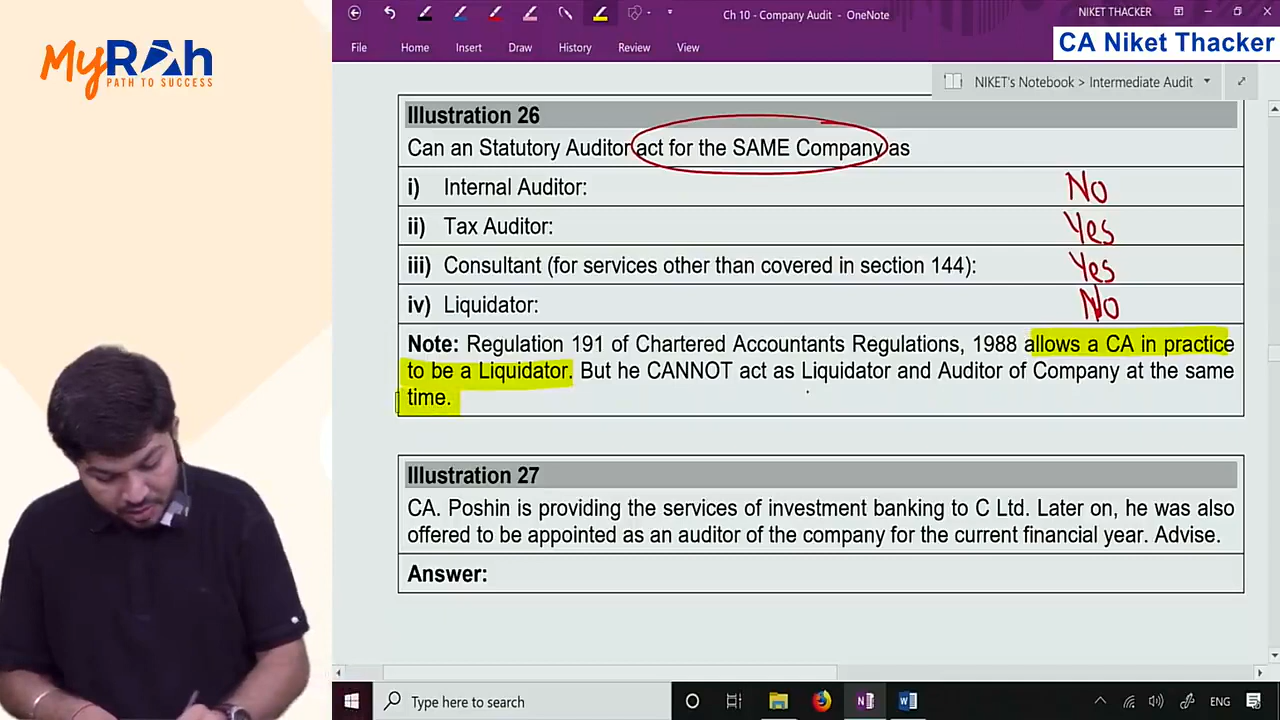 MyRAh
PATH TO SUCCESS
Ch 10 - Company Audit - OneNote
NIKET THACKER
File Home Insert Draw History Review View
CA Niket Thacker
NIKET's Notebook > Intermediate Audit
Illustration 26
Can an Statutory Auditor act for the SAME Company as
i) Internal Auditor: No
ii) Tax Auditor: Yes
iii) Consultant (for services other than covered in section 144): Yes
iv) Liquidator: No
Note: Regulation 191 of Chartered Accountants Regulations, 1988 allows a CA in practice
to be a Liquidator. But he CANNOT act as Liquidator and Auditor of Company at the same
time.
Illustration 27
CA. Poshin is providing the services of investment banking to C Ltd. Later on, he was also
offered to be appointed as an auditor of the company for the current financial year. Advise.
Answer:
Type here to search
ENG